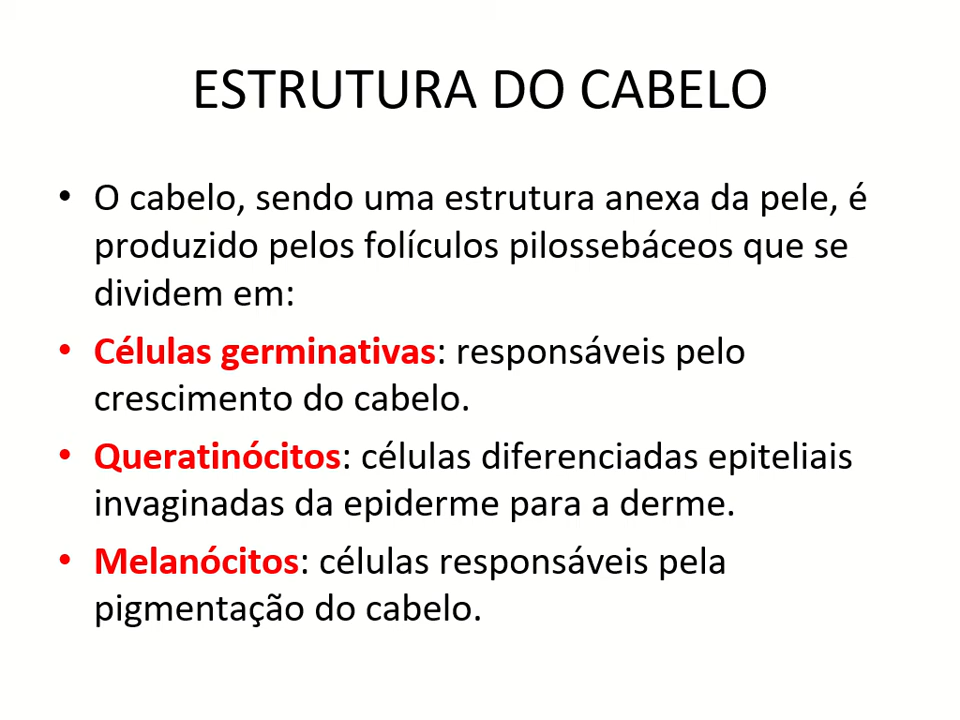 ESTRUTURA DO CABELO
• O cabelo, sendo uma estrutura anexa da pele, é
produzido pelos folículos pilossebáceos que se
dividem em:
• Células germinativas: responsáveis pelo
crescimento do cabelo.
• Queratinócitos: células diferenciadas epiteliais
invaginadas da epiderme para a derme.
• Melanócitos: células responsáveis pela
pigmentação do cabelo.